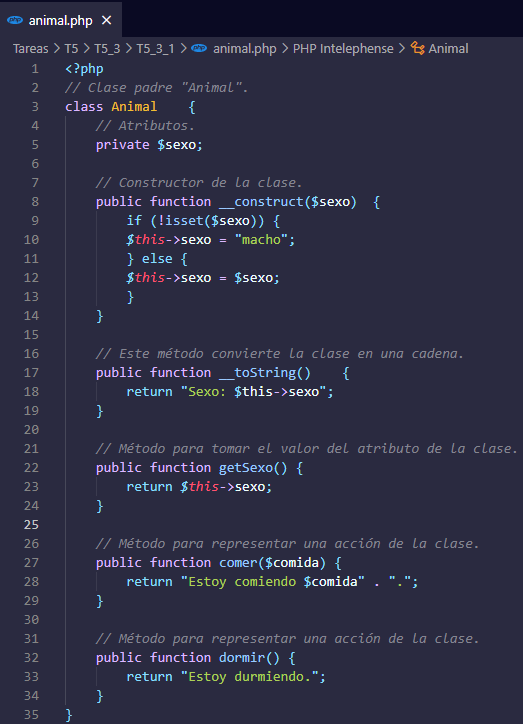 php animal.php ×
Tareas > T5 > T5_3 > T5_3_1 > php animal.php > PHP Intelephense > Animal
1 <?php
2 // Clase padre "Animal".
3 class Animal    {
4     // Atributos.
5     private $sexo;
6
7     // Constructor de la clase.
8     public function __construct($sexo)  {
9         if (!isset($sexo)) {
10         $this->sexo = "macho";
11         } else {
12         $this->sexo = $sexo;
13         }
14     }
15
16     // Este método convierte la clase en una cadena.
17     public function __toString()    {
18         return "Sexo: $this->sexo";
19     }
20
21     // Método para tomar el valor del atributo de la clase.
22     public function getSexo() {
23         return $this->sexo;
24     }
25
26     // Método para representar una acción de la clase.
27     public function comer($comida) {
28         return "Estoy comiendo $comida" . ".";
29     }
30
31     // Método para representar una acción de la clase.
32     public function dormir() {
33         return "Estoy durmiendo.";
34     }
35 }